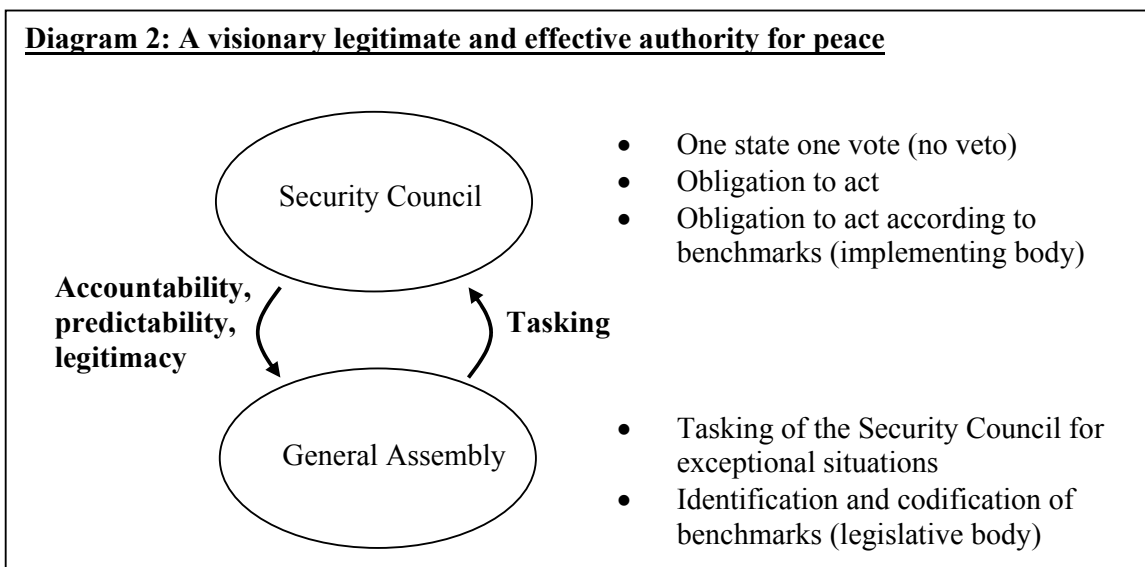 Diagram 2: A visionary legitimate and effective authority for peace
Security Council
• One state one vote (no veto)
• Obligation to act
• Obligation to act according to
benchmarks (implementing body)
Accountability,
predictability,
legitimacy
Tasking
General Assembly
• Tasking of the Security Council for
exceptional situations
• Identification and codification of
benchmarks (legislative body)